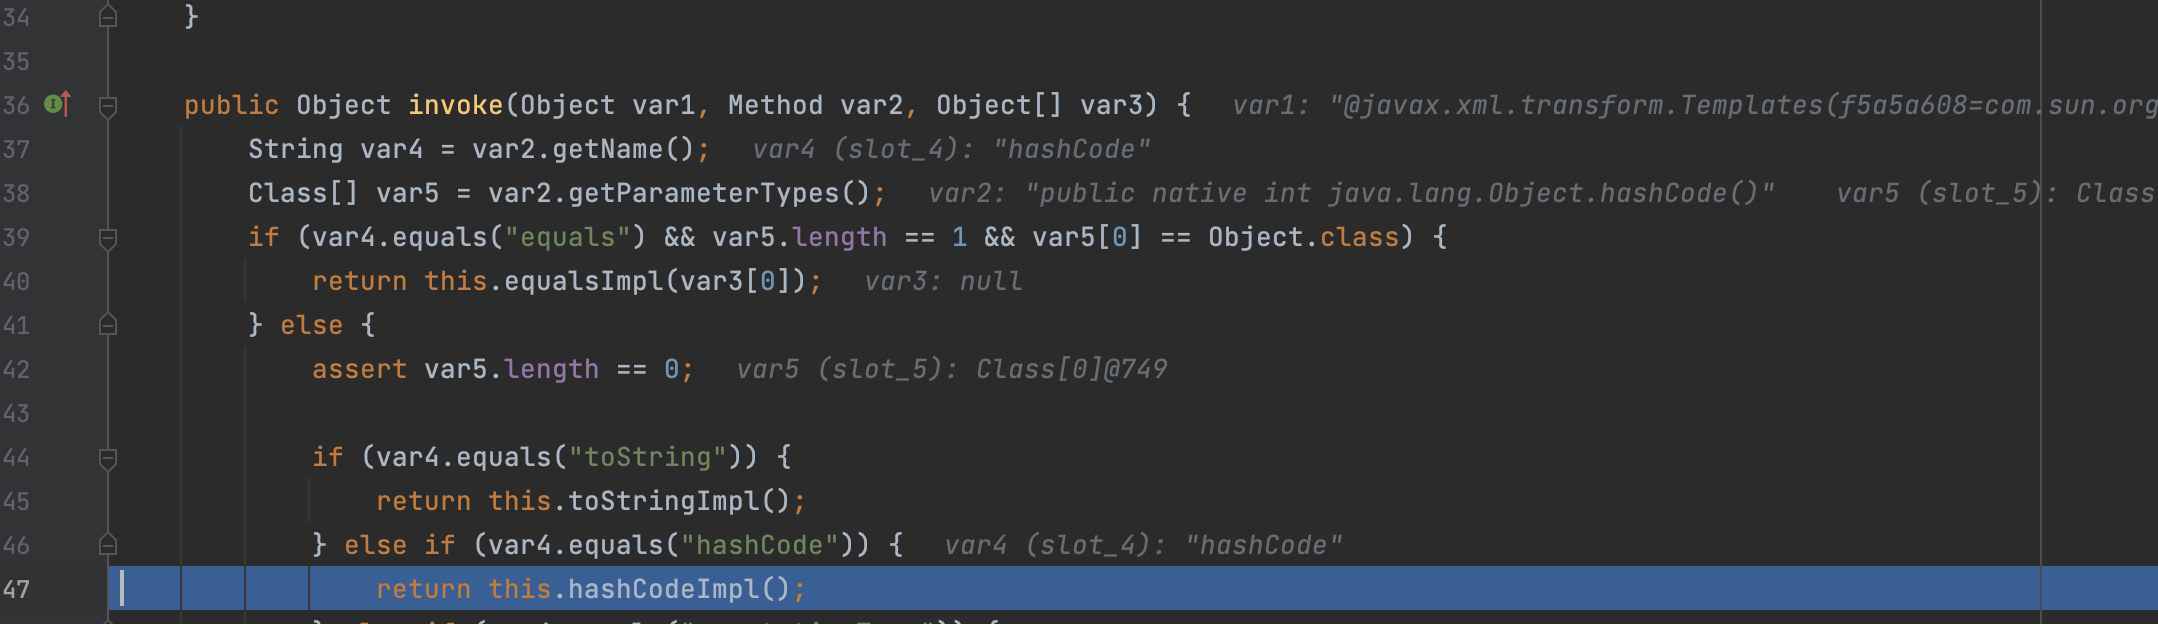 34 }
35
36 public Object invoke(Object var1, Method var2, Object[] var3) { var1: "@javax.xml.transform.Templates(f5a5a608=com.sun.org
37 String var4 = var2.getName(); var4 (slot_4): "hashCode"
38 Class[] var5 = var2.getParameterTypes(); var2: "public native int java.lang.Object.hashCode()" var5 (slot_5): Class
39 if (var4.equals("equals") && var5.length == 1 && var5[0] == Object.class) {
40 return this.equalsImpl(var3[0]); var3: null
41 } else {
42 assert var5.length == 0; var5 (slot_5): Class[0]@749
43
44 if (var4.equals("toString")) {
45 return this.toStringImpl();
46 } else if (var4.equals("hashCode")) { var4 (slot_4): "hashCode"
47 return this.hashCodeImpl();